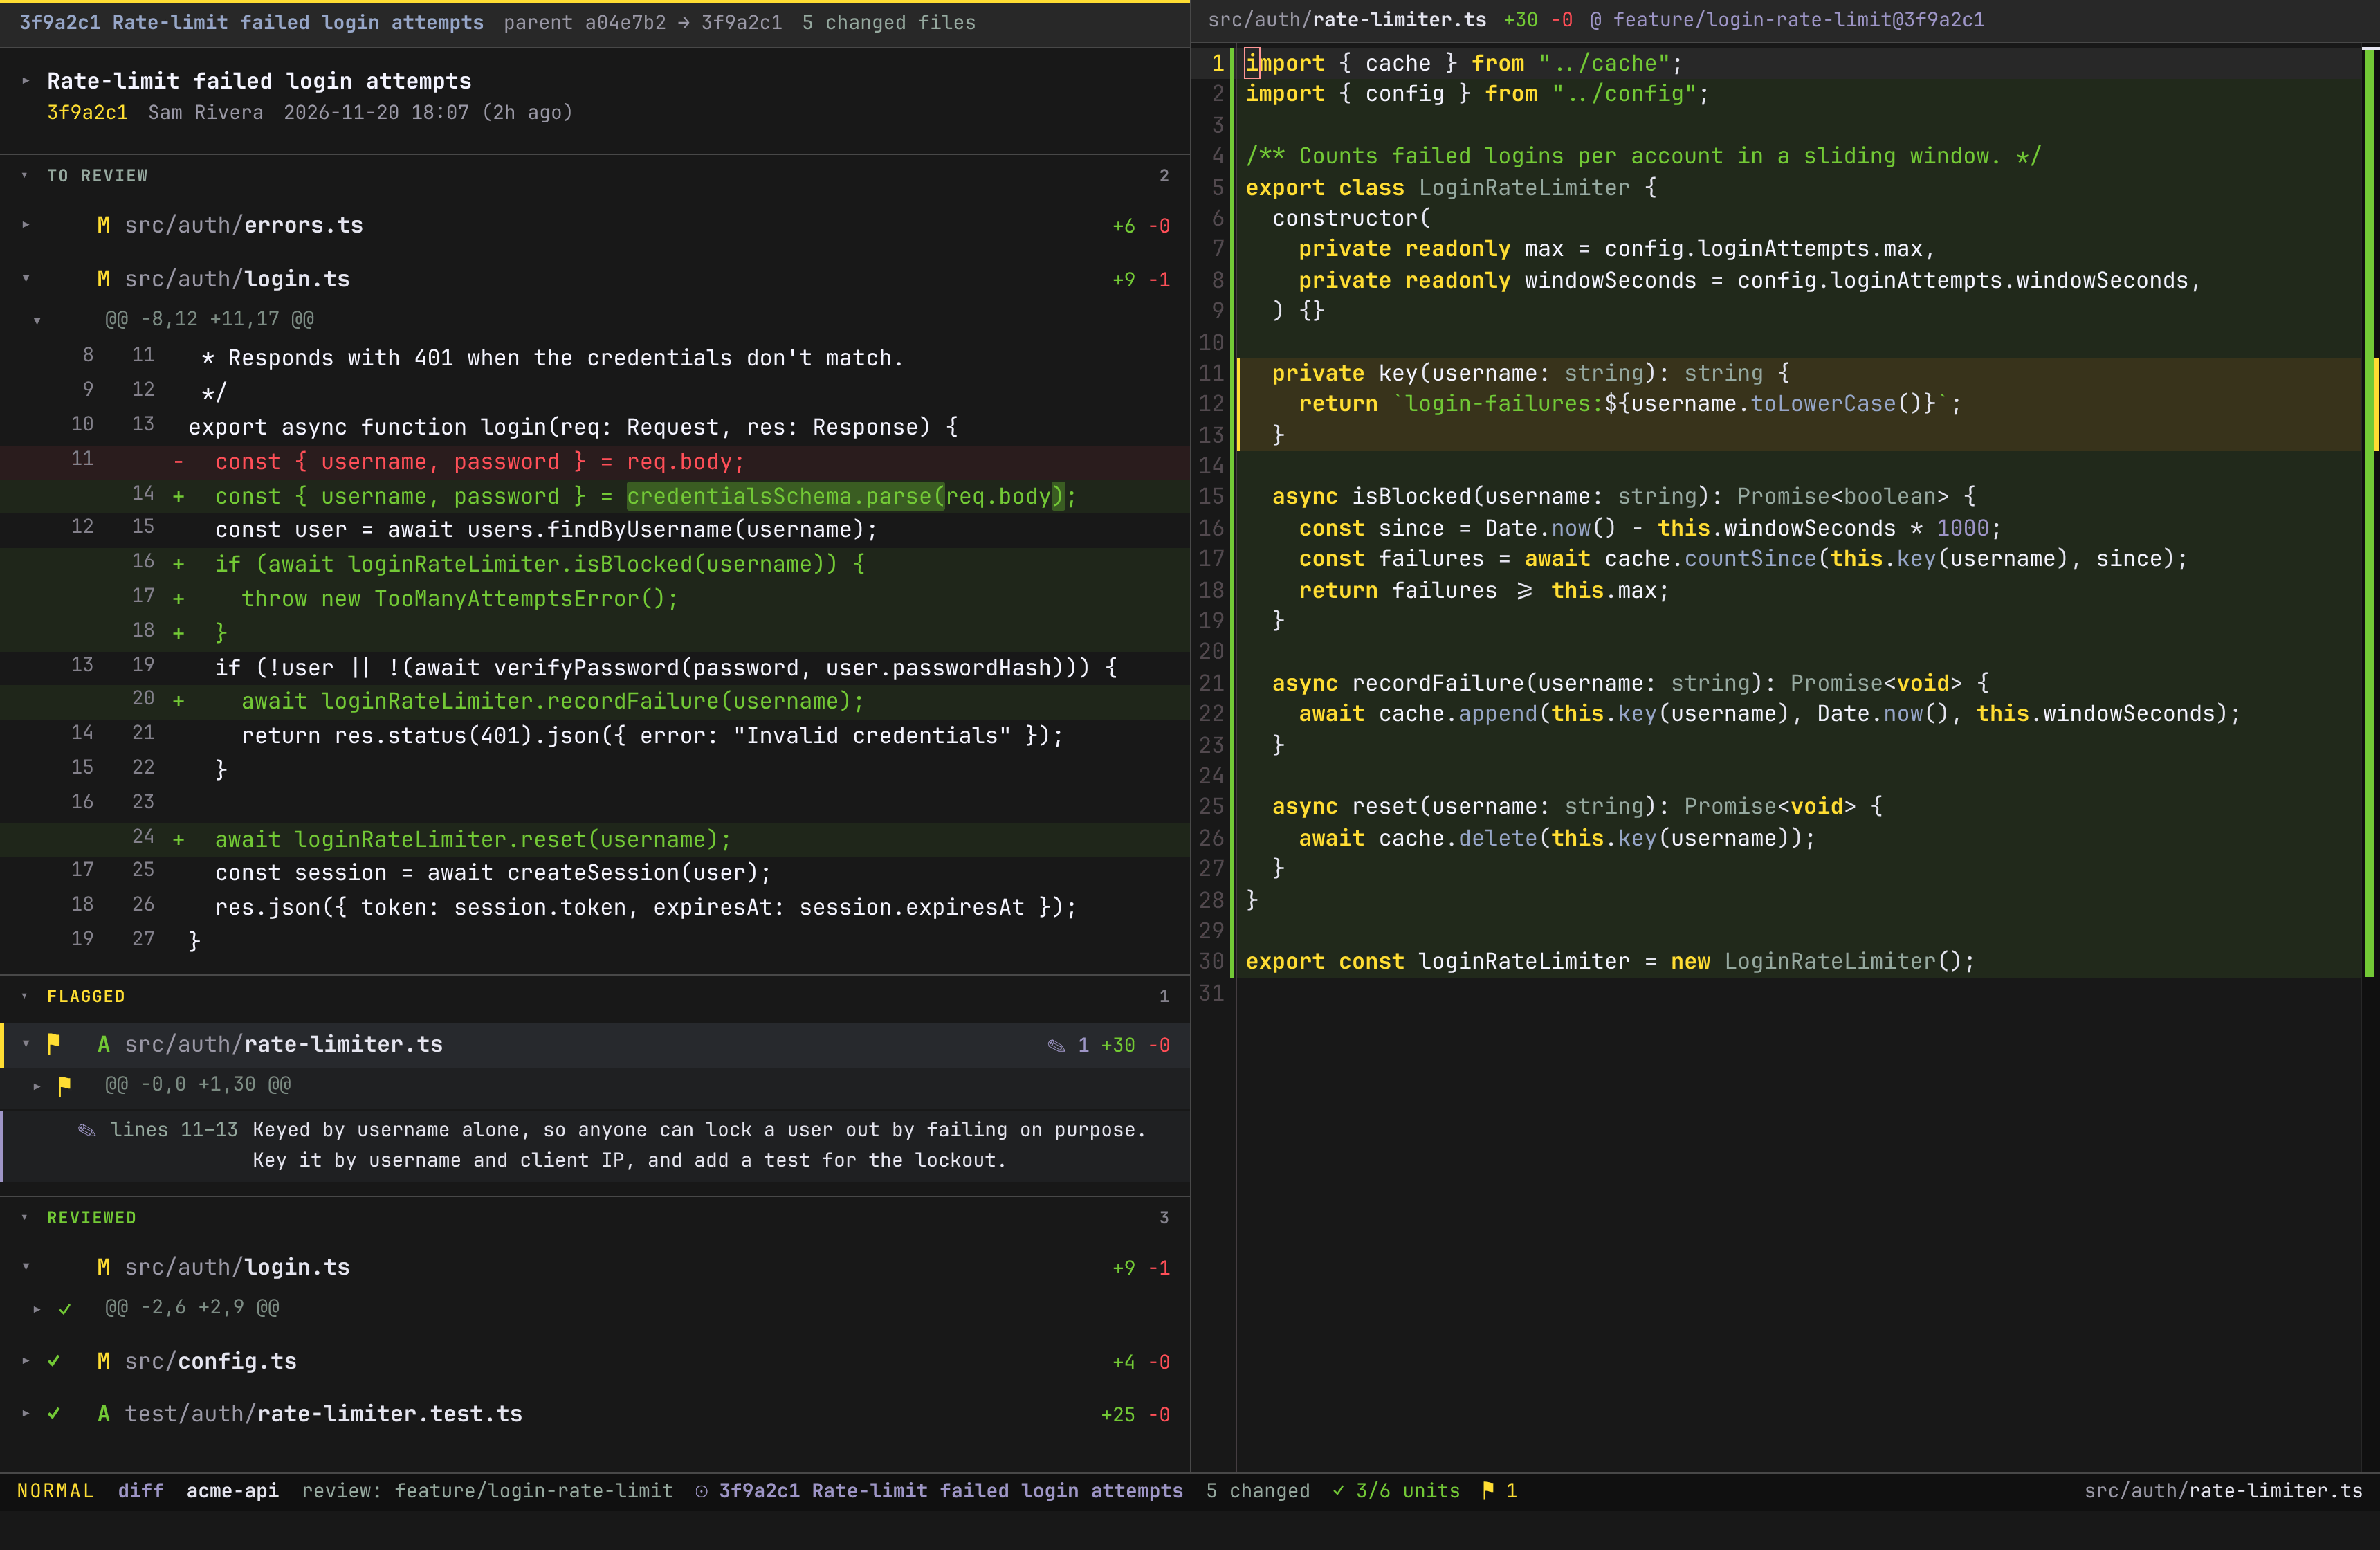 3f9a2c1 Rate-limit failed login attempts parent a04e7b2 → 3f9a2c1 5 changed files
▸ Rate-limit failed login attempts
3f9a2c1 Sam Rivera 2026-11-20 18:07 (2h ago)
▾ TO REVIEW 2
▸ M src/auth/errors.ts +6 -0
▾ M src/auth/login.ts +9 -1
▾ @@ -8,12 +11,17 @@
8 11 * Responds with 401 when the credentials don't match.
9 12 */
10 13 export async function login(req: Request, res: Response) {
11 - const { username, password } = req.body;
14 + const { username, password } = credentialsSchema.parse(req.body);
12 15 const user = await users.findByUsername(username);
16 + if (await loginRateLimiter.isBlocked(username)) {
17 + throw new TooManyAttemptsError();
18 + }
13 19 if (!user || !(await verifyPassword(password, user.passwordHash))) {
20 + await loginRateLimiter.recordFailure(username);
14 21 return res.status(401).json({ error: "Invalid credentials" });
15 22 }
16 23
24 + await loginRateLimiter.reset(username);
17 25 const session = await createSession(user);
18 26 res.json({ token: session.token, expiresAt: session.expiresAt });
19 27 }
▾ FLAGGED 1
▾ A src/auth/rate-limiter.ts ✎ 1 +30 -0
▸ @@ -0,0 +1,30 @@
✎ lines 11–13 Keyed by username alone, so anyone can lock a user out by failing on purpose.
Key it by username and client IP, and add a test for the lockout.
▾ REVIEWED 3
▾ M src/auth/login.ts +9 -1
▸ ✓ @@ -2,6 +2,9 @@
▸ ✓ M src/config.ts +4 -0
▸ ✓ A test/auth/rate-limiter.test.ts +25 -0
src/auth/rate-limiter.ts +30 -0 @ feature/login-rate-limit@3f9a2c1
1 import { cache } from "../cache";
2 import { config } from "../config";
3
4 /** Counts failed logins per account in a sliding window. */
5 export class LoginRateLimiter {
6 constructor(
7 private readonly max = config.loginAttempts.max,
8 private readonly windowSeconds = config.loginAttempts.windowSeconds,
9 ) {}
10
11 private key(username: string): string {
12 return `login-failures:${username.toLowerCase()}`;
13 }
14
15 async isBlocked(username: string): Promise<boolean> {
16 const since = Date.now() - this.windowSeconds * 1000;
17 const failures = await cache.countSince(this.key(username), since);
18 return failures >= this.max;
19 }
20
21 async recordFailure(username: string): Promise<void> {
22 await cache.append(this.key(username), Date.now(), this.windowSeconds);
23 }
24
25 async reset(username: string): Promise<void> {
26 await cache.delete(this.key(username));
27 }
28 }
29
30 export const loginRateLimiter = new LoginRateLimiter();
31
NORMAL diff acme-api review: feature/login-rate-limit ⊙ 3f9a2c1 Rate-limit failed login attempts 5 changed ✓ 3/6 units ⚑ 1 src/auth/rate-limiter.ts